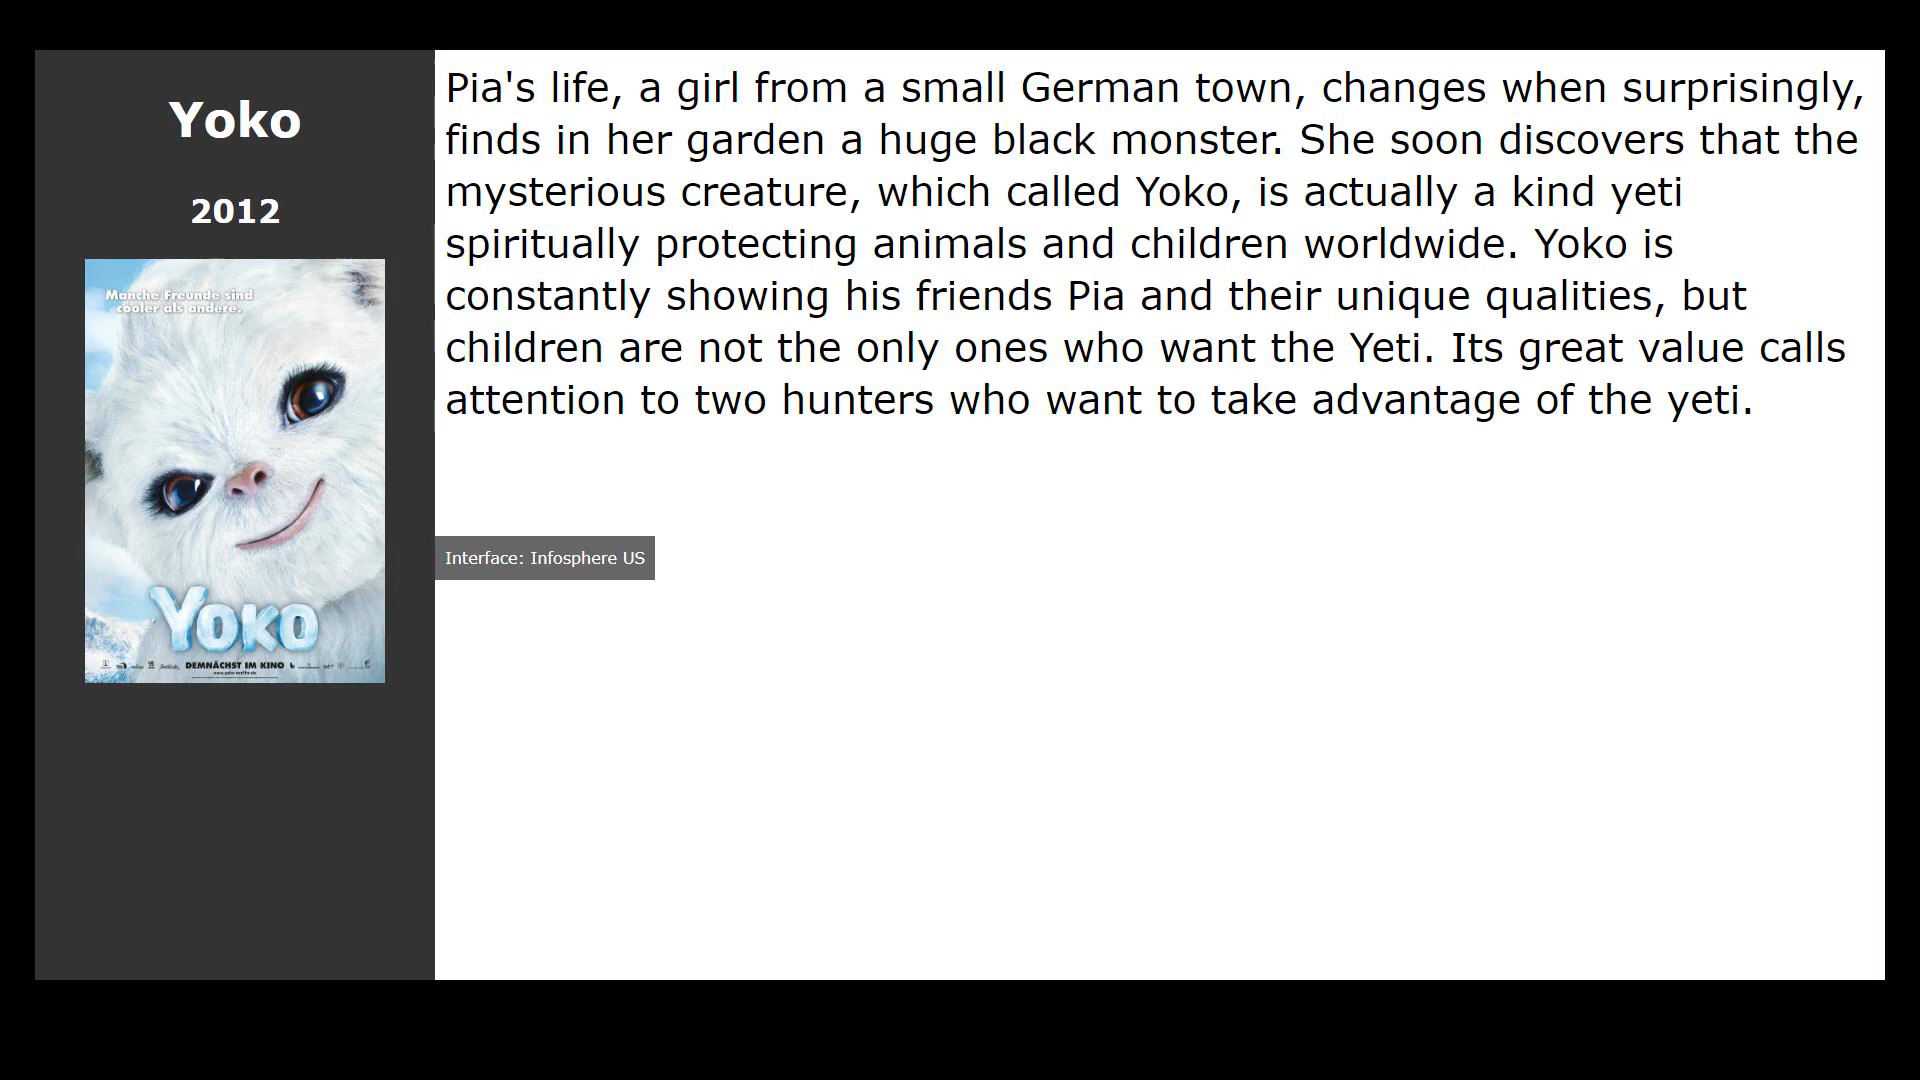 Yoko
2012
Manche Freunde sind
cooler als andere.
YOKO
DEMNÄCHST IM KINO
Pia's life, a girl from a small German town, changes when surprisingly,
finds in her garden a huge black monster. She soon discovers that the
mysterious creature, which called Yoko, is actually a kind yeti
spiritually protecting animals and children worldwide. Yoko is
constantly showing his friends Pia and their unique qualities, but
children are not the only ones who want the Yeti. Its great value calls
attention to two hunters who want to take advantage of the yeti.
Interface: Infosphere US